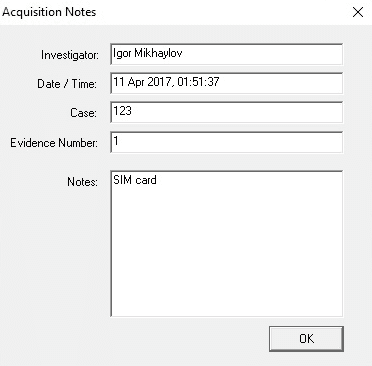 Acquisition Notes
Investigator: Igor Mikhaylov
Date / Time: 11 Apr 2017, 01:51:37
Case: 123
Evidence Number: 1
Notes: SIM card
OK